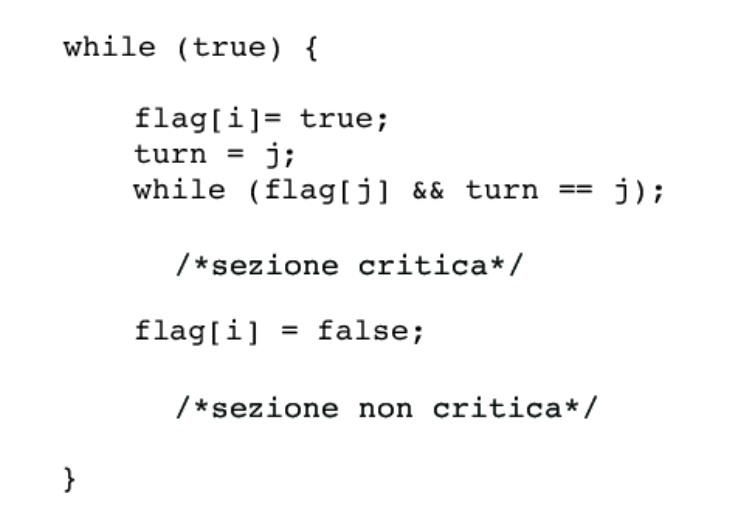 while (true) {
flag[i]= true;
turn = j;
while (flag[j] && turn == j);
/*sezione critica*/
flag[i] = false;
/*sezione non critica*/
}